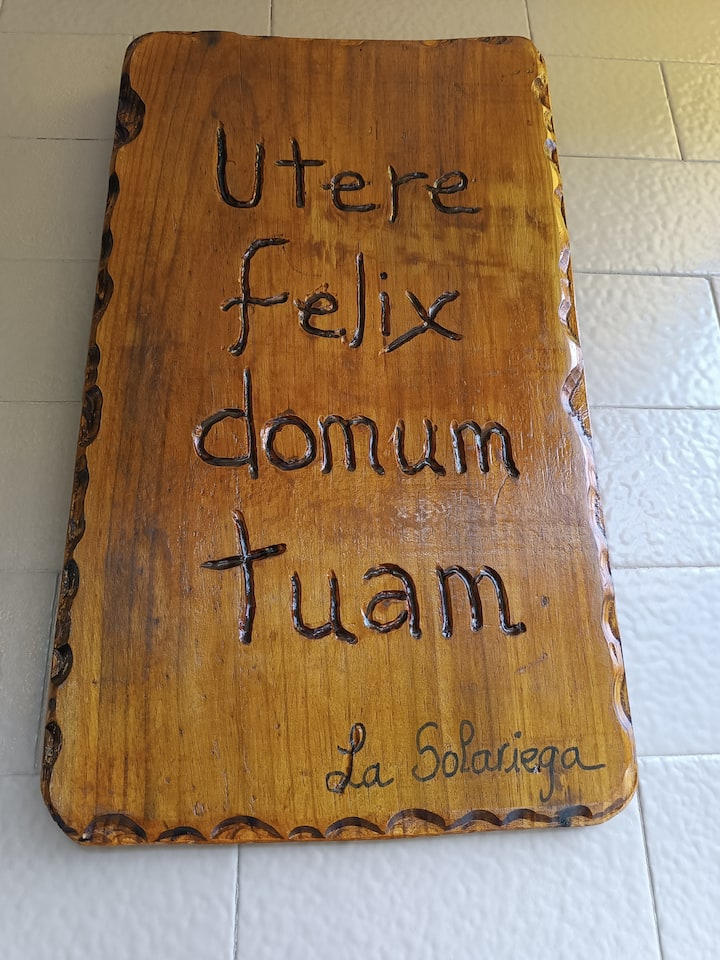 Utere
felix
domum
tuam
La Solariega